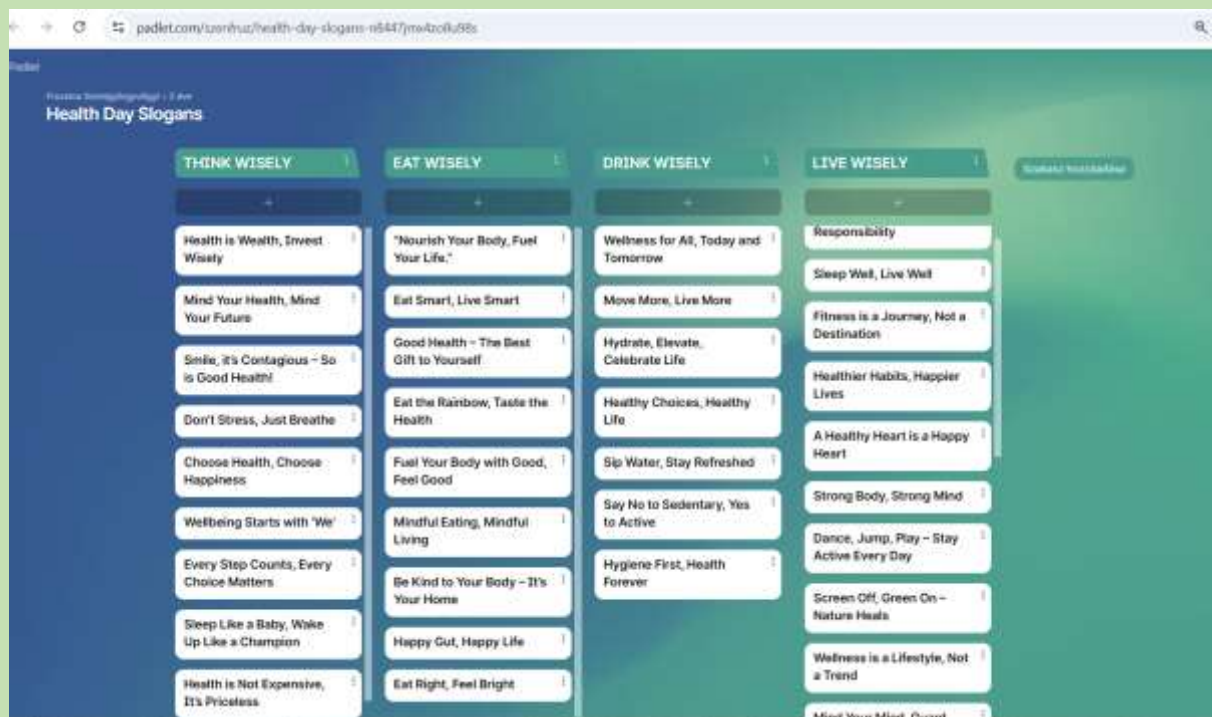 Health Day Slogans
THINK WISELY
Health is Wealth, Invest
Wisely
Mind Your Health, Mind
Your Future
Smile, it's Contagious – So
is Good Health!
Don't Stress, Just Breathe
Choose Health, Choose
Happiness
Wellbeing Starts with 'We'
Every Step Counts, Every
Choice Matters
Sleep Like a Baby, Wake
Up Like a Champion
Health is Not Expensive,
It's Priceless
EAT WISELY
"Nourish Your Body, Fuel
Your Life."
Eat Smart, Live Smart
Good Health – The Best
Gift to Yourself
Eat the Rainbow, Taste the
Health
Fuel Your Body with Good,
Feel Good
Mindful Eating, Mindful
Living
Be Kind to Your Body – It's
Your Home
Happy Gut, Happy Life
Eat Right, Feel Bright
DRINK WISELY
Wellness for All, Today and
Tomorrow
Move More, Live More
Hydrate, Elevate,
Celebrate Life
Healthy Choices, Healthy
Life
Sip Water, Stay Refreshed
Say No to Sedentary, Yes
to Active
Hygiene First, Health
Forever
LIVE WISELY
Responsibility
Sleep Well, Live Well
Fitness is a Journey, Not a
Destination
Healthier Habits, Happier
Lives
A Healthy Heart is a Happy
Heart
Strong Body, Strong Mind
Dance, Jump, Play – Stay
Active Every Day
Screen Off, Green On –
Nature Heals
Wellness is a Lifestyle, Not
a Trend
Mind Your Mind, Guard